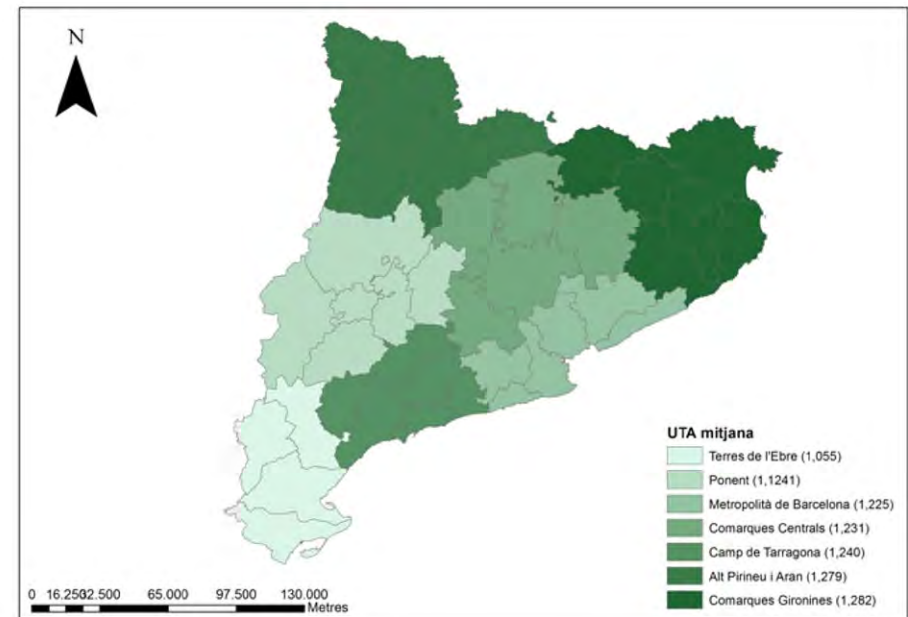 N
UTA mitjana
Terres de l'Ebre (1,055)
Ponent (1,1241)
Metropolità de Barcelona (1,225)
Comarques Centrals (1,231)
Camp de Tarragona (1,240)
Alt Pirineu i Aran (1,279)
Comarques Gironines (1,282)
0 16.25032.500 65.000 97.500 130.000
Metres